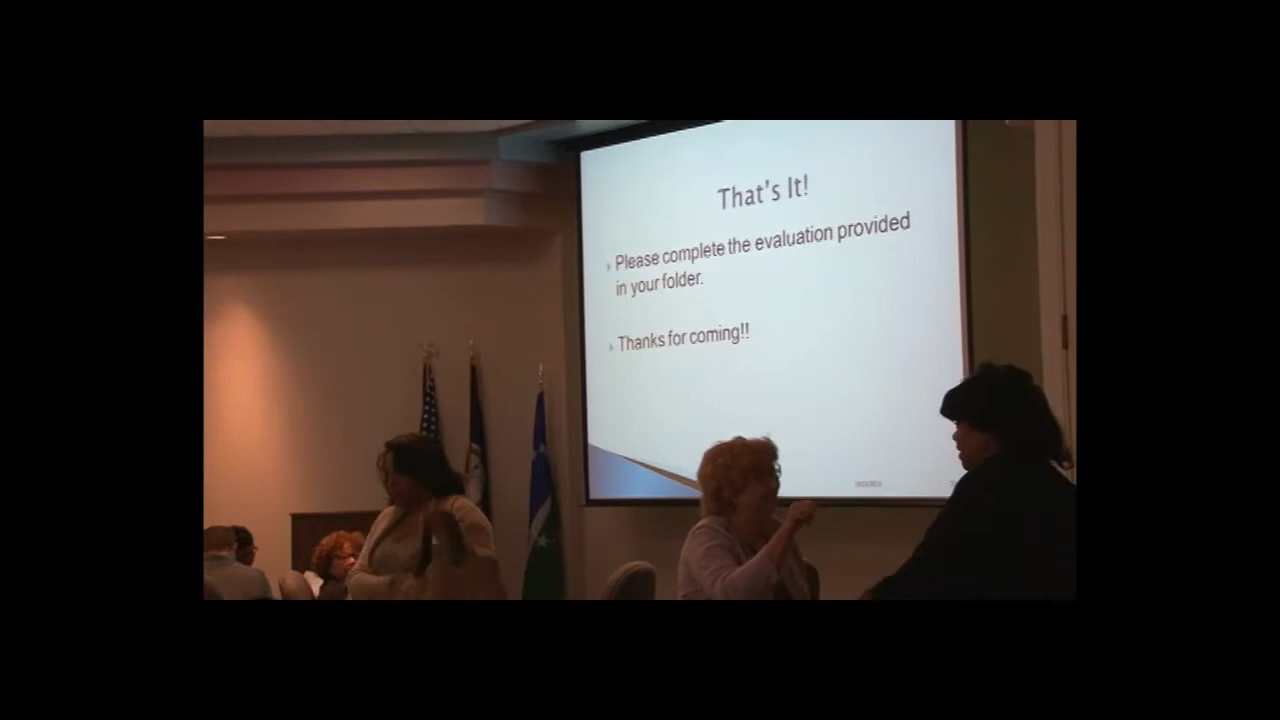 That's It!
Please complete the evaluation provided
in your folder.
Thanks for coming!!